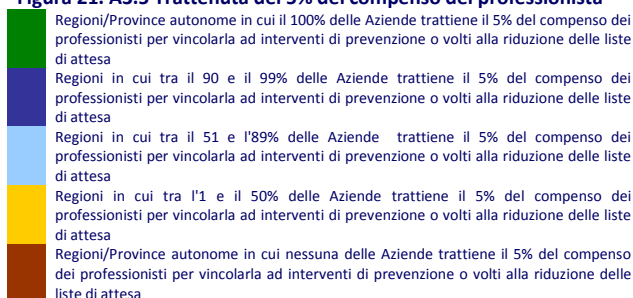 Figura 21: A3.5 Trattenuta del 5% del compenso del professionista
Regioni/Province autonome in cui il 100% delle Aziende trattiene il 5% del compenso dei
professionisti per vincolarla ad interventi di prevenzione o volti alla riduzione delle liste
di attesa
Regioni in cui tra il 90 e il 99% delle Aziende trattiene il 5% del compenso dei
professionisti per vincolarla ad interventi di prevenzione o volti alla riduzione delle liste
di attesa
Regioni in cui tra il 51 e l'89% delle Aziende trattiene il 5% del compenso dei
professionisti per vincolarla ad interventi di prevenzione o volti alla riduzione delle liste
di attesa
Regioni in cui tra l'1 e il 50% delle Aziende trattiene il 5% del compenso dei
professionisti per vincolarla ad interventi di prevenzione o volti alla riduzione delle liste
di attesa
Regioni/Province autonome in cui nessuna delle Aziende trattiene il 5% del compenso
dei professionisti per vincolarla ad interventi di prevenzione o volti alla riduzione delle
liste di attesa